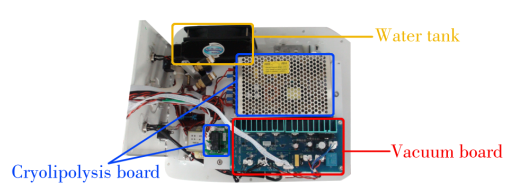 Water tank
Vacuum board
Cryolipolysis board